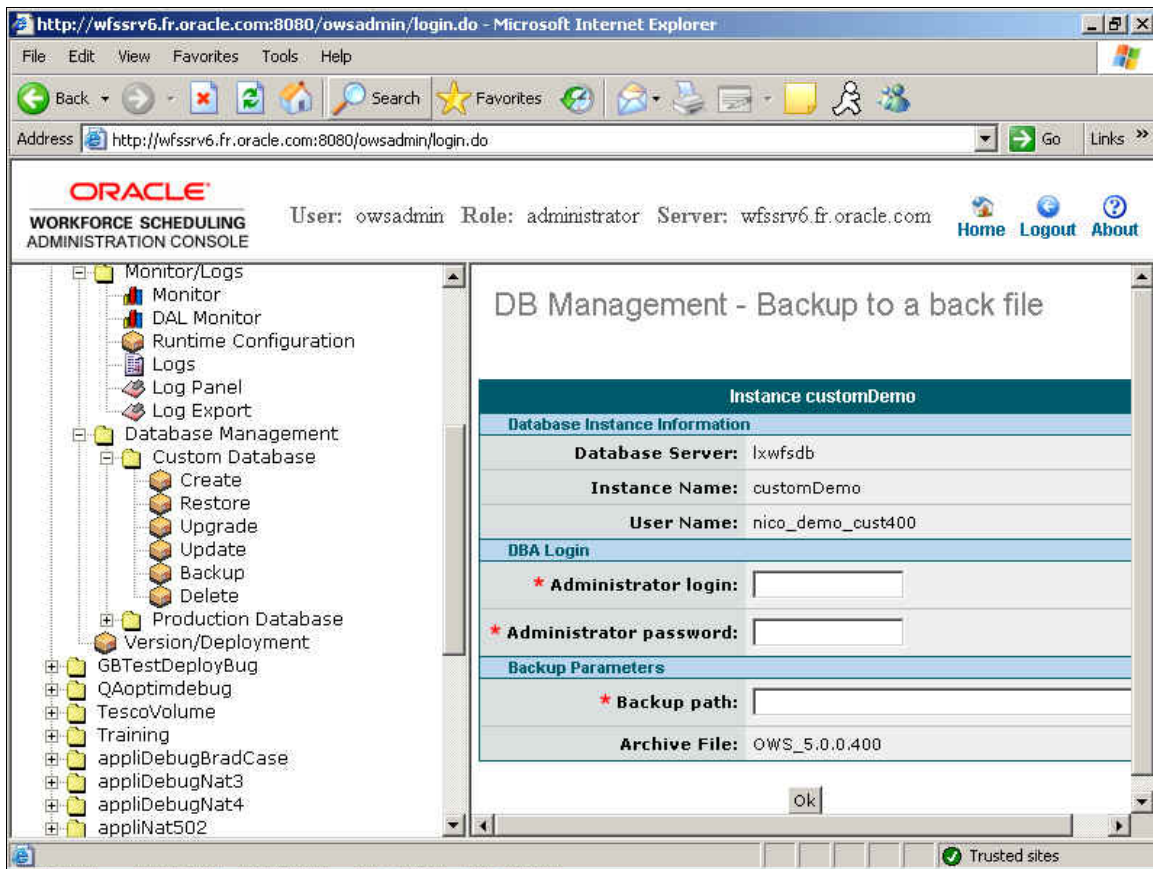 http://wfssrv6.fr.oracle.com:8080/owsadmin/login.do - Microsoft Internet Explorer
File Edit View Favorites Tools Help
Back Search Favorites
Address http://wfssrv6.fr.oracle.com:8080/owsadmin/login.do Go Links »
ORACLE
WORKFORCE SCHEDULING
ADMINISTRATION CONSOLE
User: owsadmin Role: administrator Server: wfssrv6.fr.oracle.com
Home Logout About
Monitor/Logs
Monitor
DAL Monitor
Runtime Configuration
Logs
Log Panel
Log Export
Database Management
Custom Database
Create
Restore
Upgrade
Update
Backup
Delete
Production Database
Version/Deployment
GBTestDeployBug
QAoptimdebug
TescoVolume
Training
appliDebugBradCase
appliDebugNat3
appliDebugNat4
appliNat502
DB Management - Backup to a back file
Instance customDemo
Database Instance Information
Database Server: lxwfsdb
Instance Name: customDemo
User Name: nico_demo_cust400
DBA Login
* Administrator login:
* Administrator password:
Backup Parameters
* Backup path:
Archive File: OWS_5.0.0.400
Ok
Trusted sites